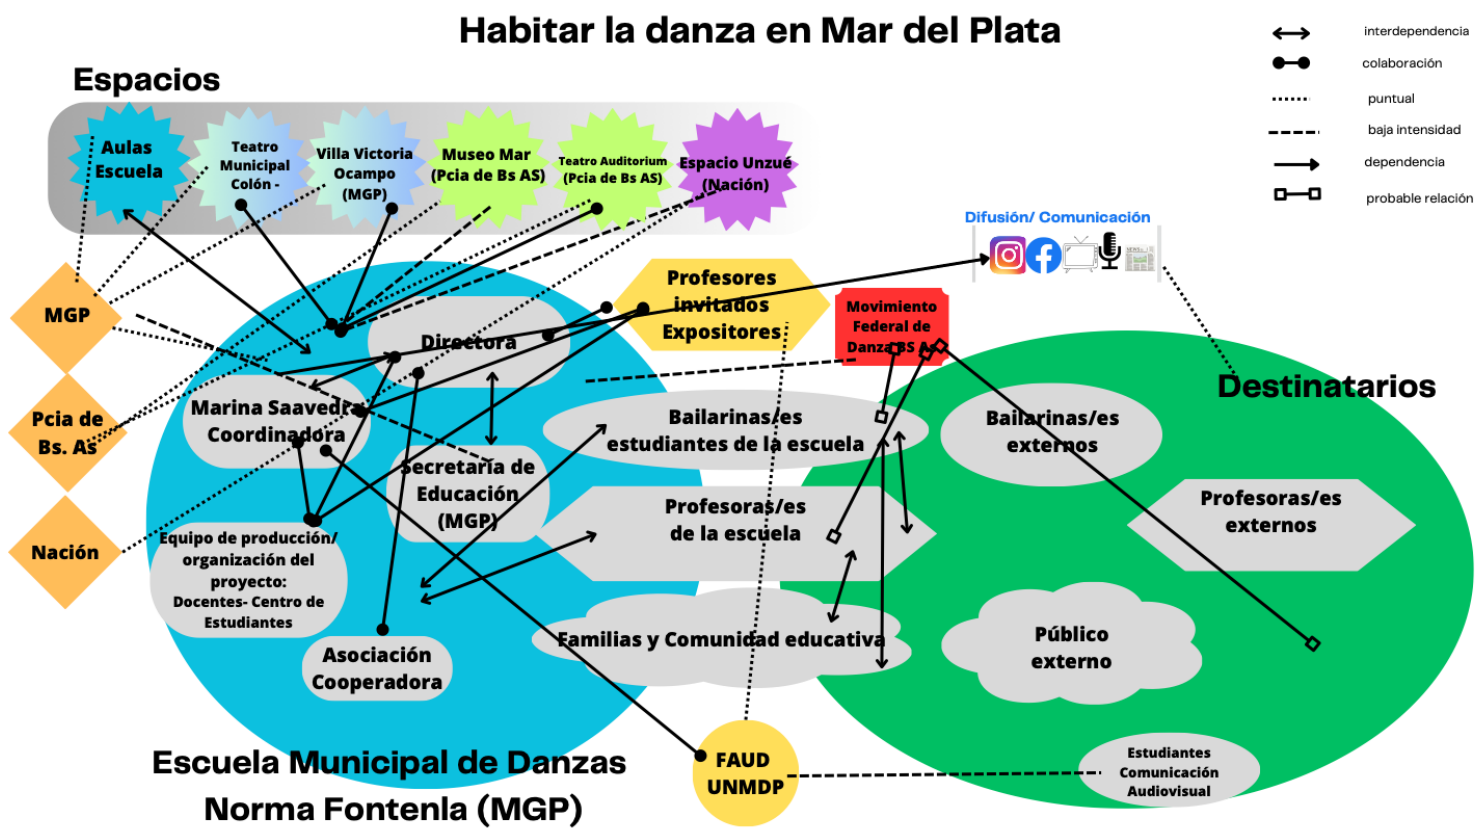 Habitar la danza en Mar del Plata
interdependencia
colaboración
puntual
baja intensidad
dependencia
probable relación
Espacios
Aulas
Escuela
Teatro
Municipal
Colón -
Villa Victoria
Ocampo
(MGP)
Museo Mar
(Pcia de Bs AS)
Teatro Auditorium
(Pcia de Bs AS)
Espacio Unzué
(Nación)
Difusión/ Comunicación
NEWS
MGP
Pcia de
Bs. As
Nación
Profesores
invitados
Expositores
Movimiento
Federal de
Danza BS As
Directora
Marina Saavedra
Coordinadora
Secretaría de
Educación
(MGP)
Equipo de producción/
organización del
proyecto:
Docentes- Centro de
Estudiantes
Asociación
Cooperadora
Bailarinas/es
estudiantes de la escuela
Profesoras/es
de la escuela
Familias y Comunidad educativa
Destinatarios
Bailarinas/es
externos
Profesoras/es
externos
Público
externo
Estudiantes
Comunicación
Audiovisual
FAUD
UNMDP
Escuela Municipal de Danzas
Norma Fontenla (MGP)